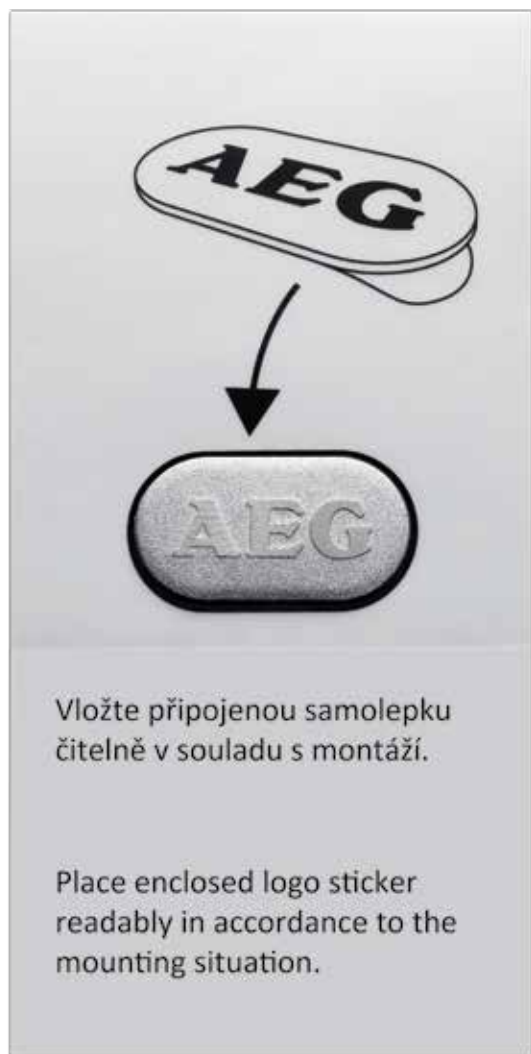 AEG
AEG
Vložte připojenou samolepku
čitelně v souladu s montáží.
Place enclosed logo sticker
readably in accordance to the
mounting situation.